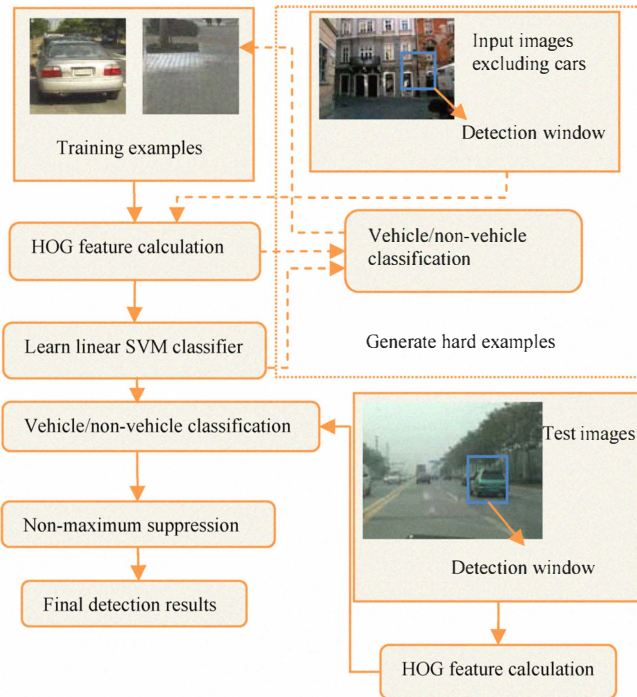 Training examples
Input images
excluding cars
Detection window
HOG feature calculation
Vehicle/non-vehicle
classification
Generate hard examples
Learn linear SVM classifier
Vehicle/non-vehicle classification
Test images
Detection window
Non-maximum suppression
Final detection results
HOG feature calculation